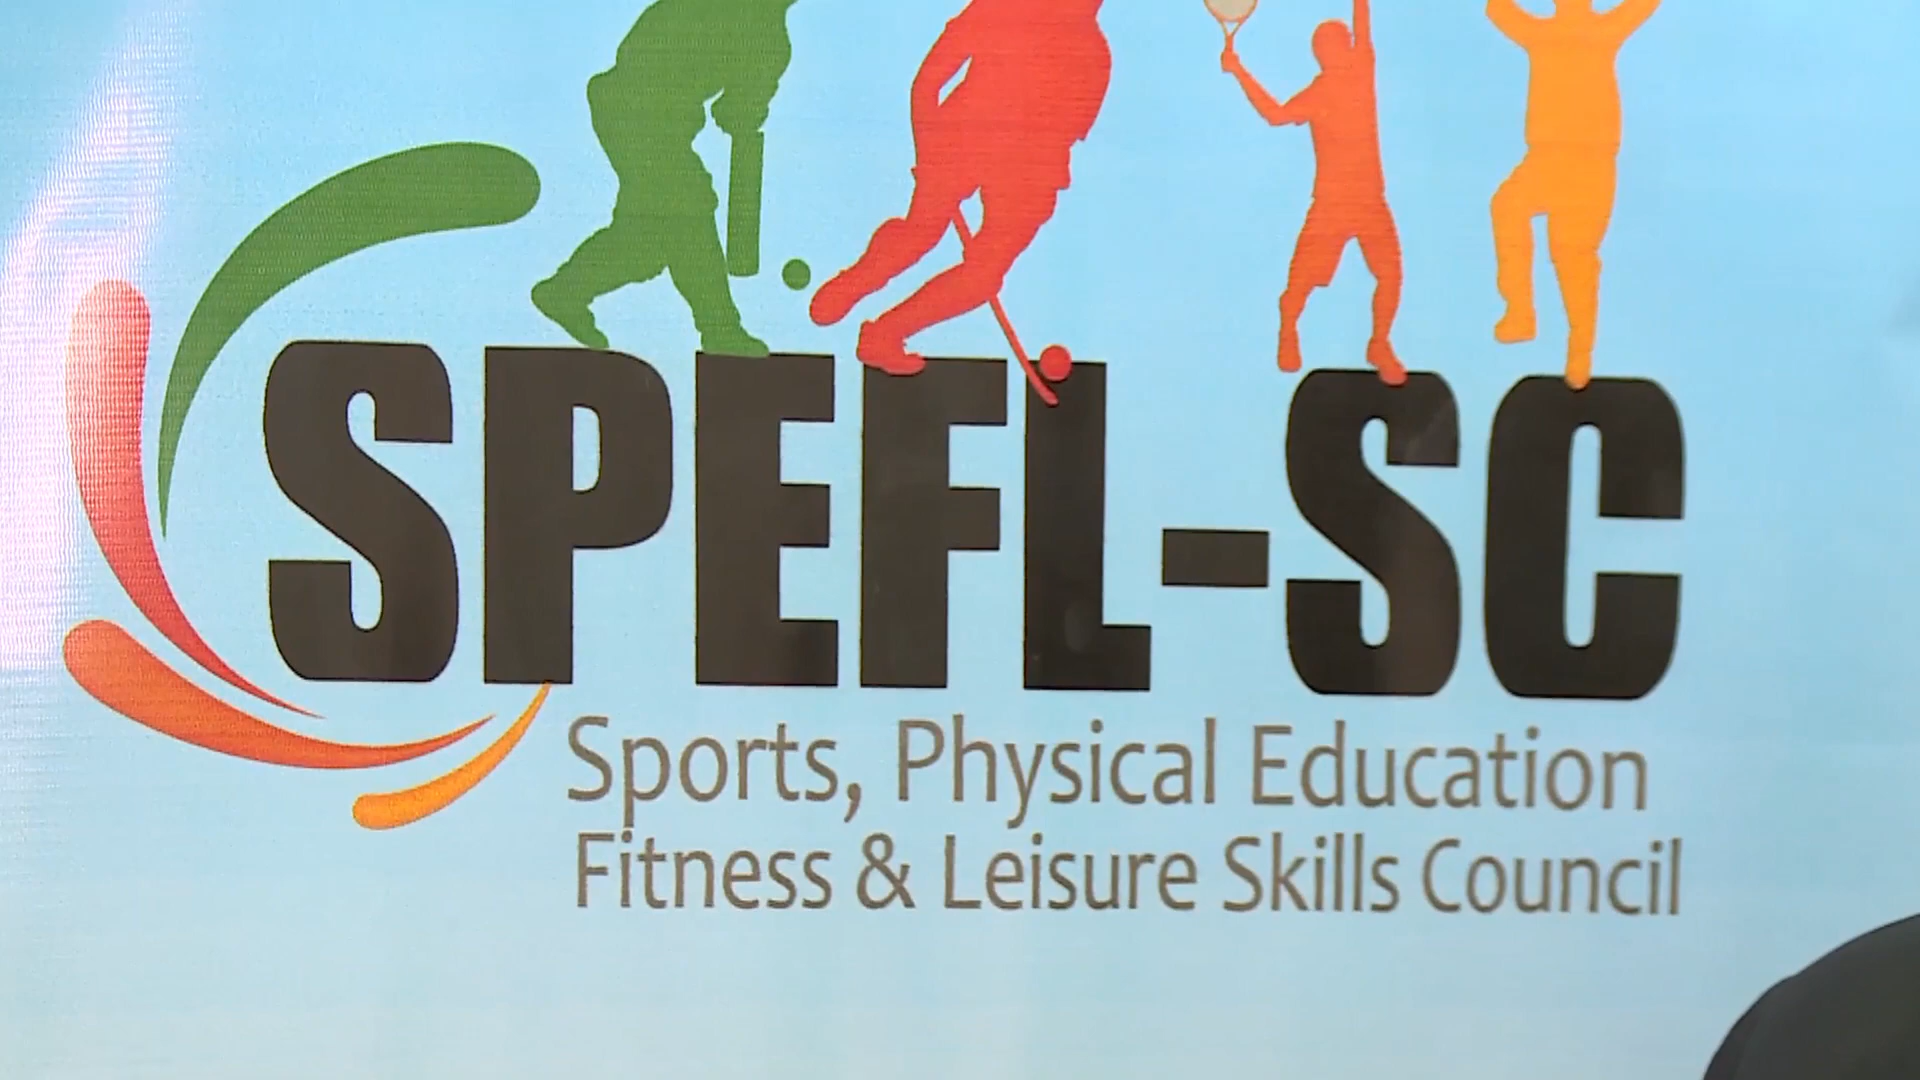 SPEFL-SC
Sports, Physical Education
Fitness & Leisure Skills Council